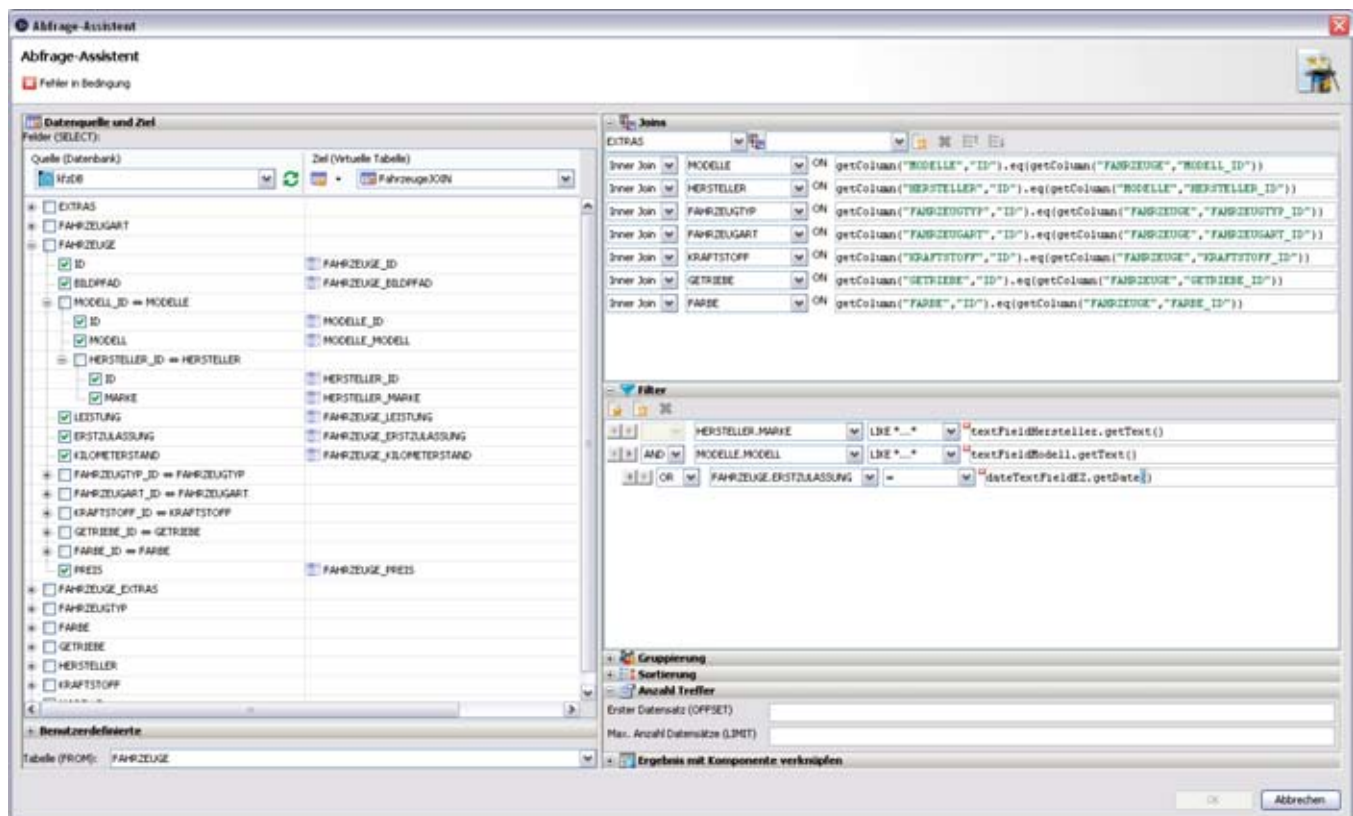 Abfrage-Assistent
Abfrage-Assistent
Fehler in Bedingung
Datenquelle und Ziel
Felder (SELECT):
Quelle (Datenbank) Ziel (Virtuelle Tabelle)
kfzDB FahrzeugeJOIN
EXTRAS
FAHRZEUGART
FAHRZEUGE
ID FAHRZEUGE_ID
BILDPFAD FAHRZEUGE_BILDPFAD
MODELL_ID ⇔ MODELLE
ID MODELLE_ID
MODELL MODELLE_MODELL
HERSTELLER_ID ⇔ HERSTELLER
ID HERSTELLER_ID
MARKE HERSTELLER_MARKE
LEISTUNG FAHRZEUGE_LEISTUNG
ERSTZULASSUNG FAHRZEUGE_ERSTZULASSUNG
KILOMETERSTAND FAHRZEUGE_KILOMETERSTAND
FAHRZEUGTYP_ID ⇔ FAHRZEUGTYP
FAHRZEUGART_ID ⇔ FAHRZEUGART
KRAFTSTOFF_ID ⇔ KRAFTSTOFF
GETRIEBE_ID ⇔ GETRIEBE
FARBE_ID ⇔ FARBE
PREIS FAHRZEUGE_PREIS
FAHRZEUGE_EXTRAS
FAHRZEUGTYP
FARBE
GETRIEBE
HERSTELLER
KRAFTSTOFF
Benutzerdefinierte
Tabelle (FROM): FAHRZEUGE
Joins
EXTRAS
Inner Join MODELLE ON getColumn("MODELLE","ID").eq(getColumn("FAHRZEUGE","MODELL_ID"))
Inner Join HERSTELLER ON getColumn("HERSTELLER","ID").eq(getColumn("MODELLE","HERSTELLER_ID"))
Inner Join FAHRZEUGTYP ON getColumn("FAHRZEUGTYP","ID").eq(getColumn("FAHRZEUGE","FAHRZEUGTYP_ID"))
Inner Join FAHRZEUGART ON getColumn("FAHRZEUGART","ID").eq(getColumn("FAHRZEUGE","FAHRZEUGART_ID"))
Inner Join KRAFTSTOFF ON getColumn("KRAFTSTOFF","ID").eq(getColumn("FAHRZEUGE","KRAFTSTOFF_ID"))
Inner Join GETRIEBE ON getColumn("GETRIEBE","ID").eq(getColumn("FAHRZEUGE","GETRIEBE_ID"))
Inner Join FARBE ON getColumn("FARBE","ID").eq(getColumn("FAHRZEUGE","FARBE_ID"))
Filter
HERSTELLER.MARKE LIKE *...* textFieldHersteller.getText()
AND MODELLE.MODELL LIKE *...* textFieldModell.getText()
OR FAHRZEUGE.ERSTZULASSUNG = dateTextFieldEZ.getDate()
Gruppierung
Sortierung
Anzahl Treffer
Erster Datensatz (OFFSET)
Max. Anzahl Datensätze (LIMIT)
Ergebnis mit Komponente verknüpfen
OK Abbrechen